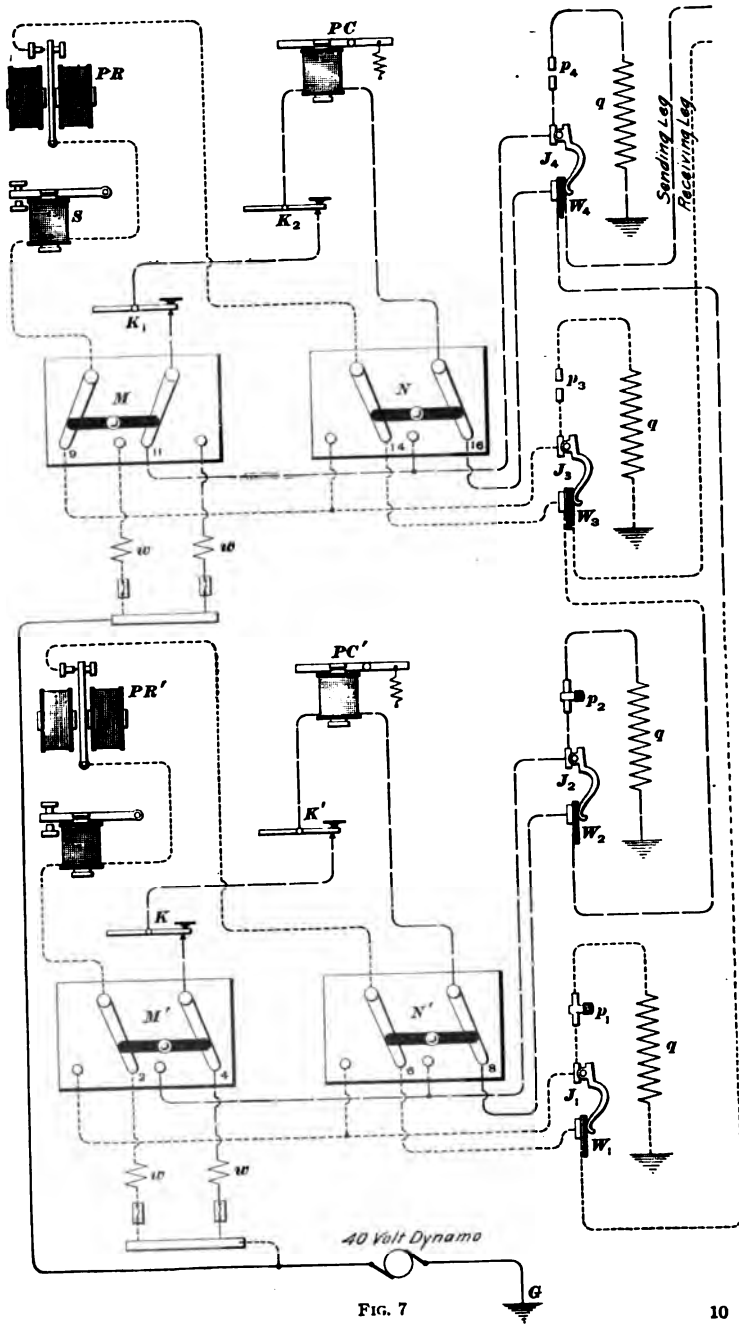 PC
PR
p4
q
J4
Sending Leg
Receiving Leg
S
K2
W4
K1
p3
M
N
q
9
11
14
16
J3
W3
w
w
PC'
PR'
p2
q
J2
K'
W2
K
p1
M'
N'
q
2
4
6
8
J1
W1
w
w
40 Volt Dynamo
G
FIG. 7
10